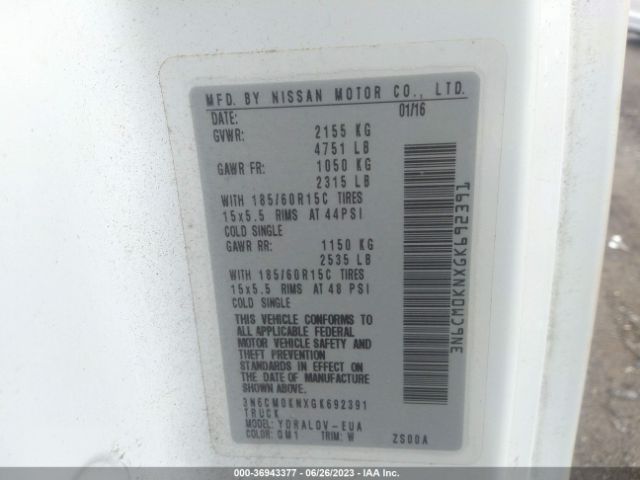 MFD. BY NISSAN MOTOR CO., LTD.
DATE: 01/16
GVWR: 2155 KG
4751 LB
GAWR FR: 1050 KG
2315 LB
WITH 185/60R15C TIRES
15x5.5 RIMS AT 44PSI
COLD SINGLE
GAWR RR: 1150 KG
2535 LB
WITH 185/60R15C TIRES
15x5.5 RIMS AT 48 PSI
COLD SINGLE
THIS VEHICLE CONFORMS TO
ALL APPLICABLE FEDERAL
MOTOR VEHICLE SAFETY AND
THEFT PREVENTION
STANDARDS IN EFFECT ON
THE DATE OF MANUFACTURE
SHOWN ABOVE.
3N6CM0KNXGK692391
TRUCK
MODEL: YDRALOV-EUA
COLOR: QM1 TRIM: W ZS00A
3N6CM0KNXGK692391
000-36943377 - 06/26/2023 - IAAI.com